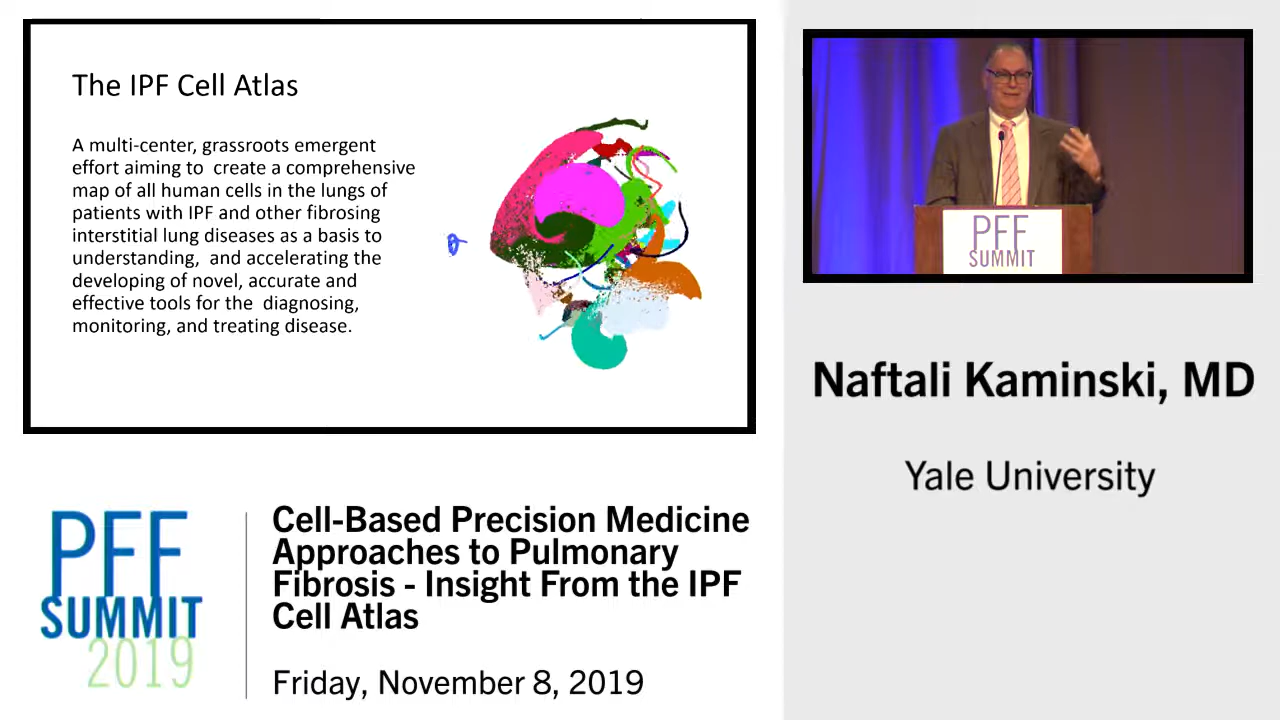 The IPF Cell Atlas
A multi-center, grassroots emergent
effort aiming to create a comprehensive
map of all human cells in the lungs of
patients with IPF and other fibrosing
interstitial lung diseases as a basis to
understanding, and accelerating the
developing of novel, accurate and
effective tools for the diagnosing,
monitoring, and treating disease.
PFF
SUMMIT
Naftali Kaminski, MD
Yale University
PFF
SUMMIT
2019
Cell-Based Precision Medicine
Approaches to Pulmonary
Fibrosis - Insight From the IPF
Cell Atlas
Friday, November 8, 2019